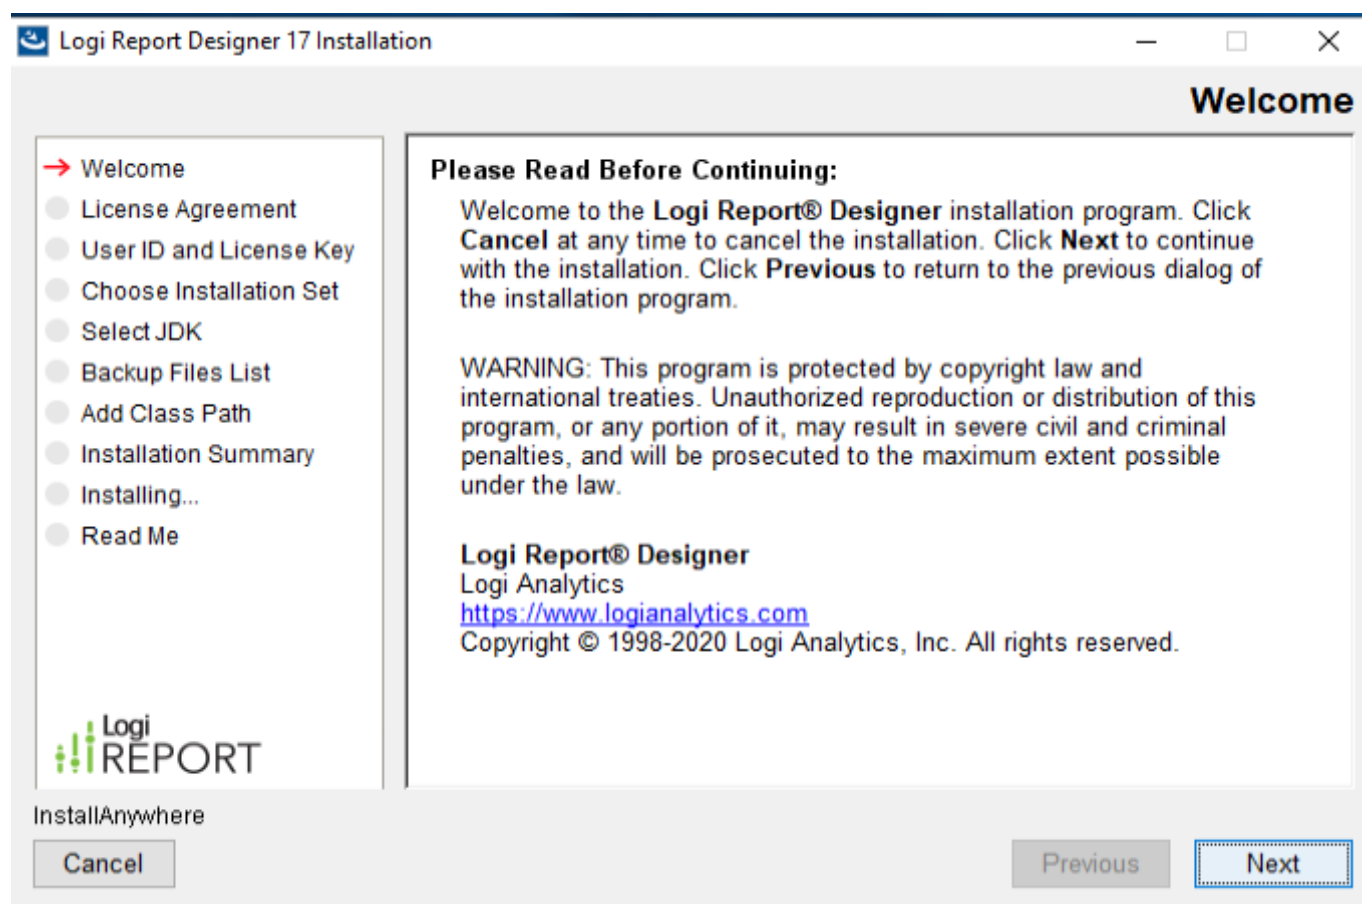 Logi Report Designer 17 Installation
Welcome
Welcome
License Agreement
User ID and License Key
Choose Installation Set
Select JDK
Backup Files List
Add Class Path
Installation Summary
Installing...
Read Me
Logi
REPORT
Please Read Before Continuing:
Welcome to the Logi Report® Designer installation program. Click
Cancel at any time to cancel the installation. Click Next to continue
with the installation. Click Previous to return to the previous dialog of
the installation program.
WARNING: This program is protected by copyright law and
international treaties. Unauthorized reproduction or distribution of this
program, or any portion of it, may result in severe civil and criminal
penalties, and will be prosecuted to the maximum extent possible
under the law.
Logi Report® Designer
Logi Analytics
https://www.logianalytics.com
Copyright © 1998-2020 Logi Analytics, Inc. All rights reserved.
InstallAnywhere
Cancel
Previous
Next